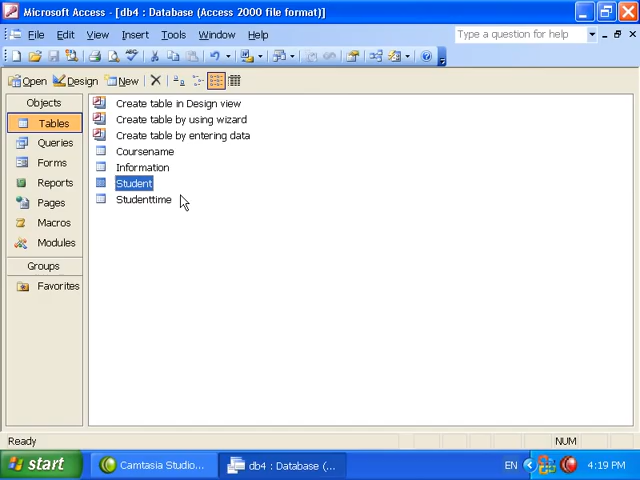 Microsoft Access - [db4 : Database (Access 2000 file format)]
File Edit View Insert Tools Window Help
Type a question for help
Open Design New
Objects
Tables
Queries
Forms
Reports
Pages
Macros
Modules
Groups
Favorites
Create table in Design view
Create table by using wizard
Create table by entering data
Coursename
Information
Student
Studenttime
Ready
NUM
start
Camtasia Studio...
db4 : Database (...
EN
4:19 PM